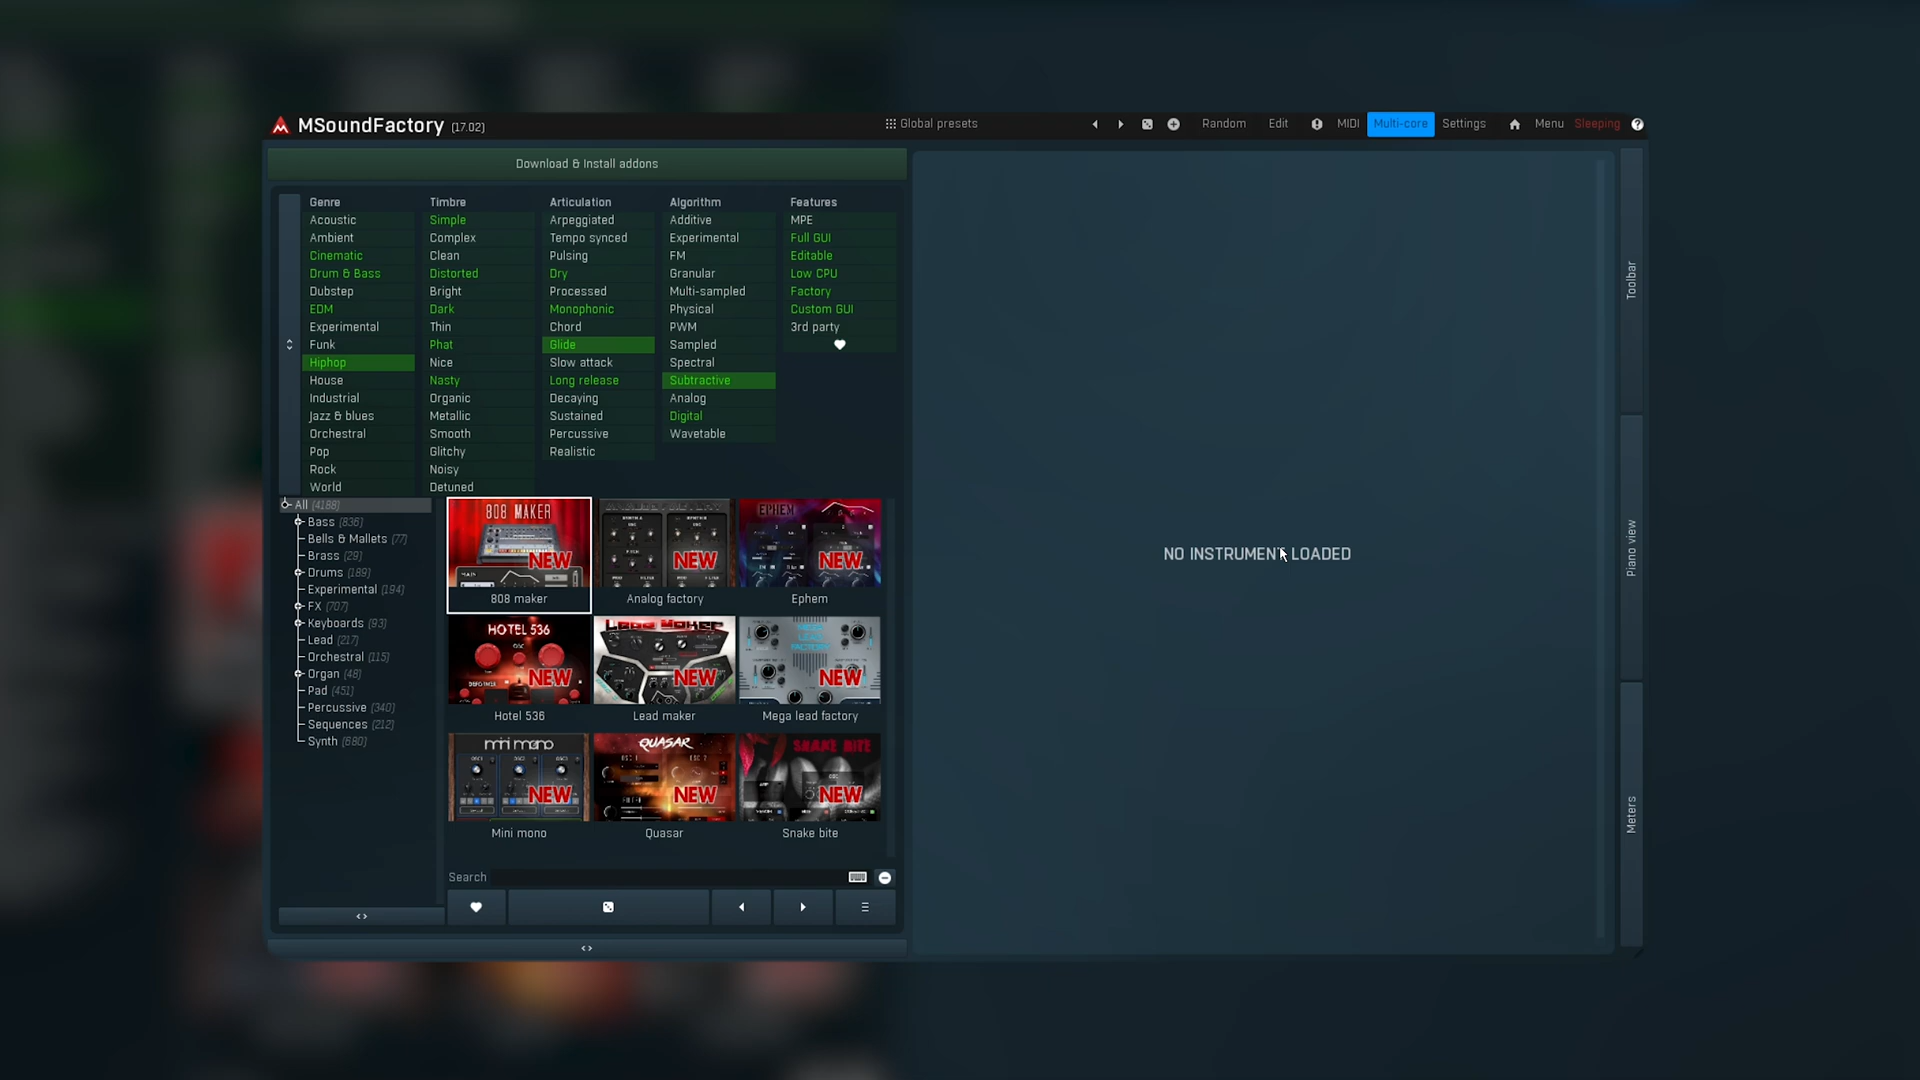 MSoundFactory (17.02)
Global presets
Random
Edit
MIDI
Multi-core
Settings
Menu
Sleeping
Download & Install addons
Genre
Acoustic
Ambient
Cinematic
Drum & Bass
Dubstep
EDM
Experimental
Funk
Hiphop
House
Industrial
Jazz & blues
Orchestral
Pop
Rock
World
Timbre
Simple
Complex
Clean
Distorted
Bright
Dark
Thin
Phat
Nice
Nasty
Organic
Metallic
Smooth
Glitchy
Noisy
Detuned
Articulation
Arpeggiated
Tempo synced
Pulsing
Dry
Processed
Monophonic
Chord
Glide
Slow attack
Long release
Decaying
Sustained
Percussive
Realistic
Algorithm
Additive
Experimental
FM
Granular
Multi-sampled
Physical
PWM
Sampled
Spectral
Subtractive
Analog
Digital
Wavetable
Features
MPE
Full GUI
Editable
Low CPU
Factory
Custom GUI
3rd party
All (4188)
Bass (836)
Bells & Mallets (77)
Brass (29)
Drums (189)
Experimental (194)
FX (707)
Keyboards (93)
Lead (217)
Orchestral (115)
Organ (48)
Pad (451)
Percussive (340)
Sequences (212)
Synth (680)
808 MAKER
NEW
808 maker
NEW
Analog factory
EPHEM
NEW
Ephem
HOTEL 536
NEW
Hotel 536
LEAD MAKER
NEW
Lead maker
MEGA LEAD FACTORY
NEW
Mega lead factory
mini mono
NEW
Mini mono
QUASAR
NEW
Quasar
SNAKE BITE
NEW
Snake bite
Search
NO INSTRUMENT LOADED
Toolbar
Piano view
Meters